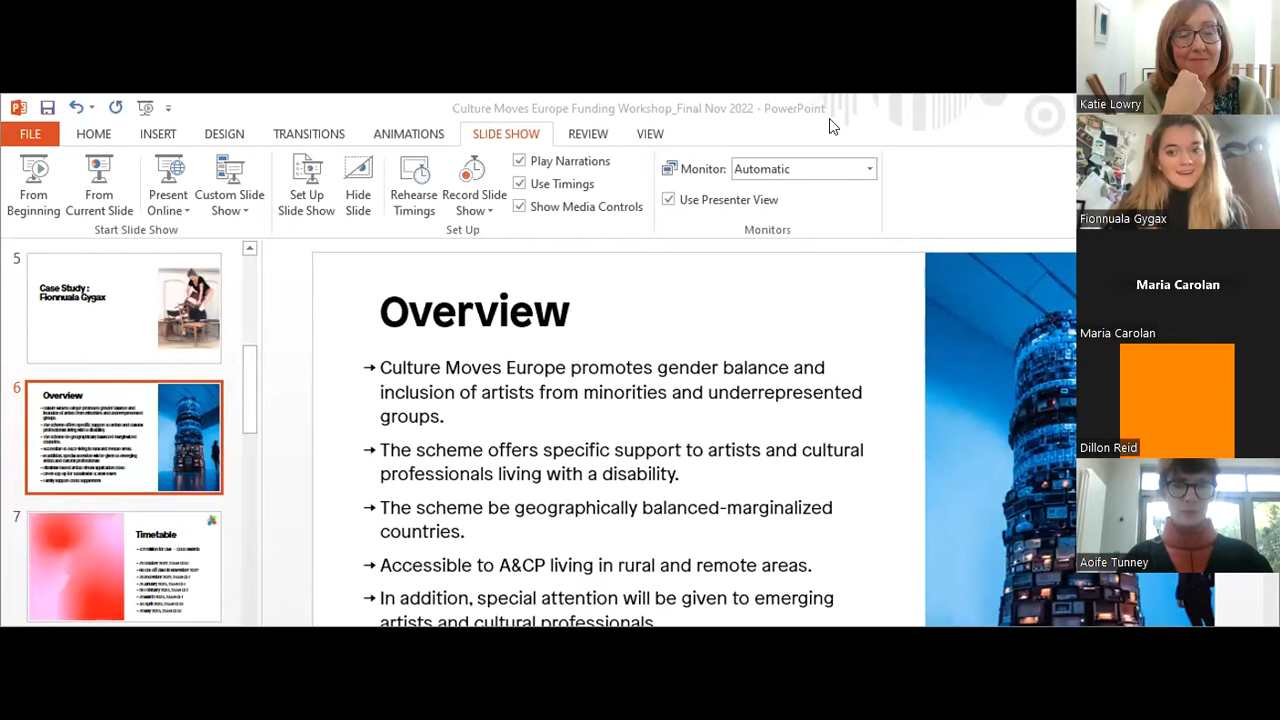 Culture Moves Europe Funding Workshop_Final Nov 2022 - PowerPoint
FILE
HOME
INSERT
DESIGN
TRANSITIONS
ANIMATIONS
SLIDE SHOW
REVIEW
VIEW
From Beginning
From Current Slide
Present Online
Custom Slide Show
Set Up Slide Show
Hide Slide
Rehearse Timings
Record Slide Show
Play Narrations
Use Timings
Show Media Controls
Monitor: Automatic
Use Presenter View
Start Slide Show
Set Up
Monitors
5
Case Study :
Fionnuala Gygax
6
Overview
7
Timetable
Overview
→ Culture Moves Europe promotes gender balance and
inclusion of artists from minorities and underrepresented
groups.
→ The scheme offers specific support to artists and cultural
professionals living with a disability.
→ The scheme be geographically balanced-marginalized
countries.
→ Accessible to A&CP living in rural and remote areas.
→ In addition, special attention will be given to emerging
artists and cultural professionals.
Katie Lowry
Fionnuala Gygax
Maria Carolan
Maria Carolan
Dillon Reid
Aoife Tunney